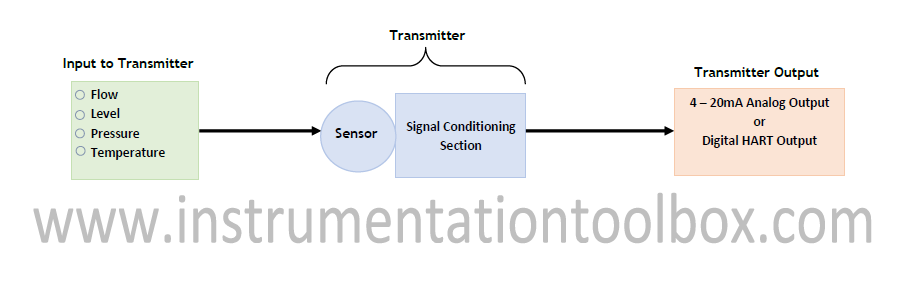 Transmitter
Input to Transmitter
Flow
Level
Pressure
Temperature
Sensor
Signal Conditioning
Section
Transmitter Output
4 – 20mA Analog Output
or
Digital HART Output
www.instrumentationtoolbox.com